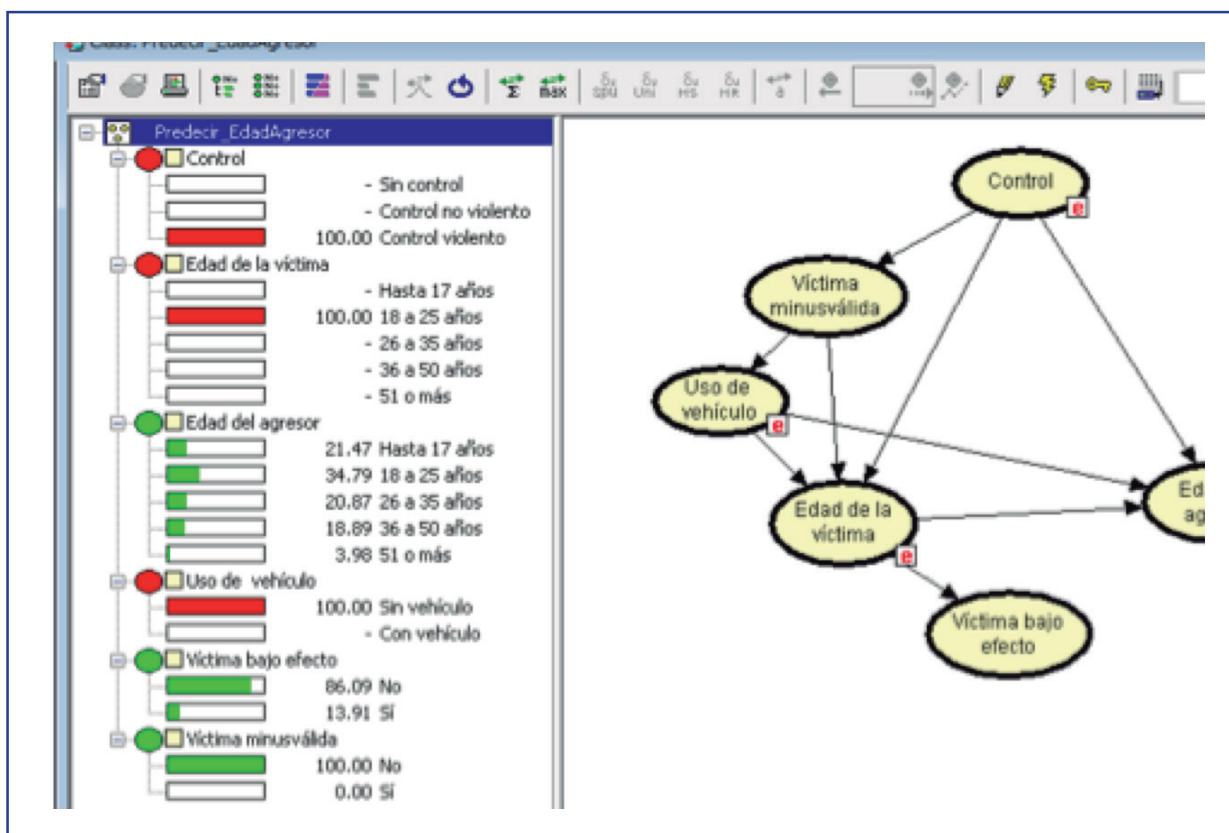 Class: Predecir_EdadAgresor
Predecir_EdadAgresor
Control
- Sin control
- Control no violento
100.00 Control violento
Edad de la víctima
- Hasta 17 años
100.00 18 a 25 años
- 26 a 35 años
- 36 a 50 años
- 51 o más
Edad del agresor
21.47 Hasta 17 años
34.79 18 a 25 años
20.87 26 a 35 años
18.89 36 a 50 años
3.98 51 o más
Uso de vehículo
100.00 Sin vehículo
- Con vehículo
Víctima bajo efecto
86.09 No
13.91 Sí
Víctima minusválida
100.00 No
0.00 Sí
Control
e
Víctima
minusválida
Uso de
vehículo
e
Edad de la
víctima
e
Ed
ag
Víctima bajo
efecto